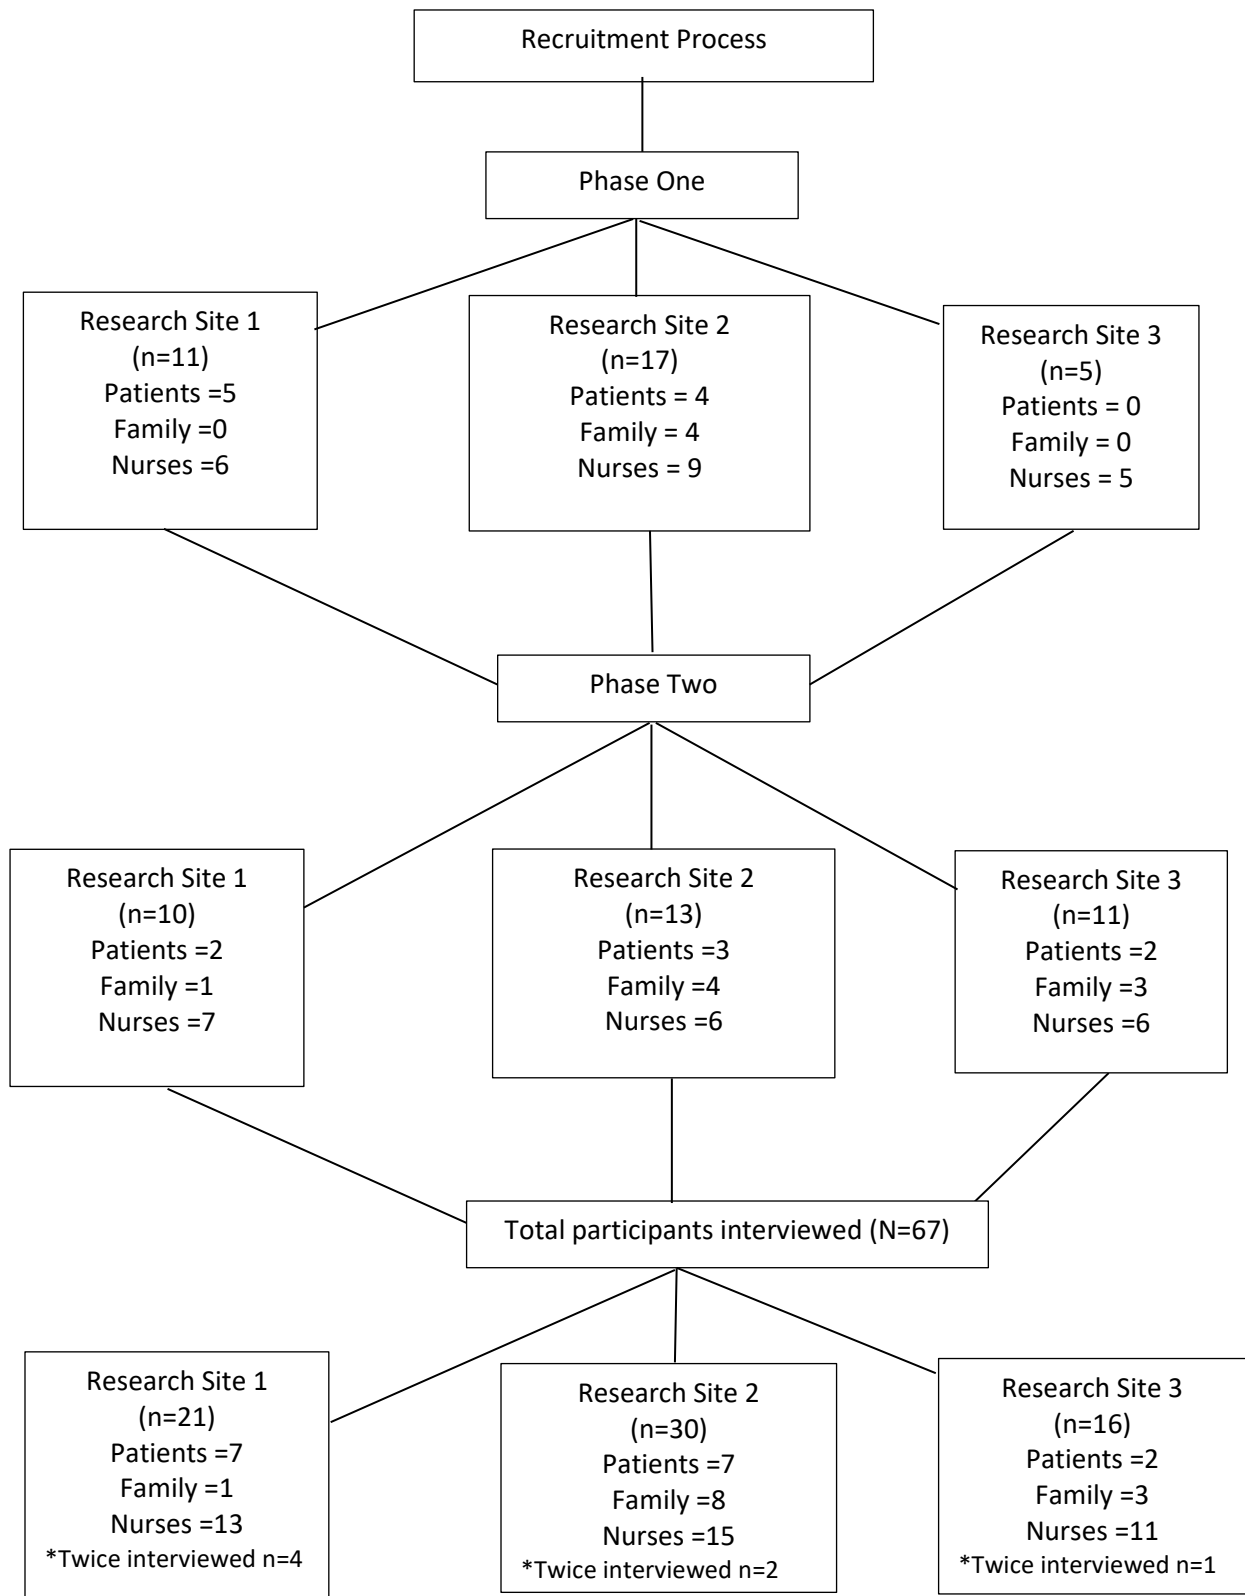 Recruitment Process
Phase One
Research Site 1
(n=11)
Patients =5
Family =0
Nurses =6
Research Site 2
(n=17)
Patients = 4
Family = 4
Nurses = 9
Research Site 3
(n=5)
Patients = 0
Family = 0
Nurses = 5
Phase Two
Research Site 1
(n=10)
Patients =2
Family =1
Nurses =7
Research Site 2
(n=13)
Patients =3
Family =4
Nurses =6
Research Site 3
(n=11)
Patients =2
Family =3
Nurses =6
Total participants interviewed (N=67)
Research Site 1
(n=21)
Patients =7
Family =1
Nurses =13
*Twice interviewed n=4
Research Site 2
(n=30)
Patients =7
Family =8
Nurses =15
*Twice interviewed n=2
Research Site 3
(n=16)
Patients =2
Family =3
Nurses =11
*Twice interviewed n=1